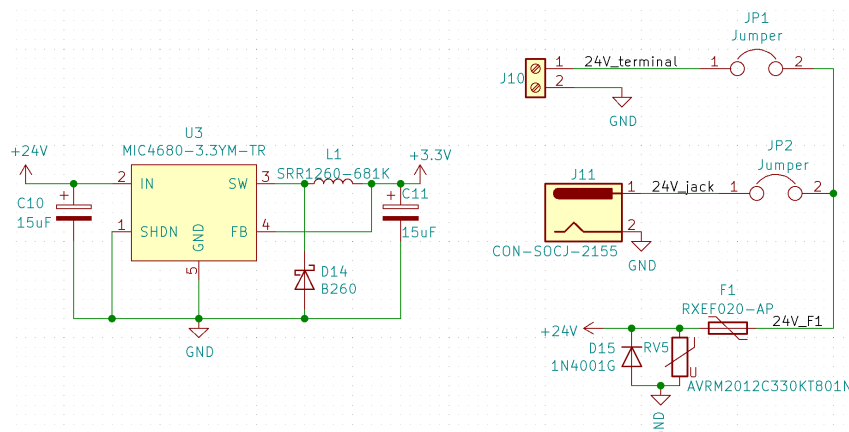 JP1
Jumper
1
2
24V_terminal
1
2
J10
GND
U3
MIC4680-3.3YM-TR
+24V
L1
SRR1260-681K
+3.3V
2
IN
SW
3
C10
15uF
C11
15uF
1
SHDN
GND
FB
4
5
D14
B260
GND
JP2
Jumper
J11
1
24V_jack
1
2
2
CON-SOCJ-2155
GND
F1
RXEF020-AP
+24V
24V_F1
D15
1N4001G
RV5
U
AVRM2012C330KT801N
ND